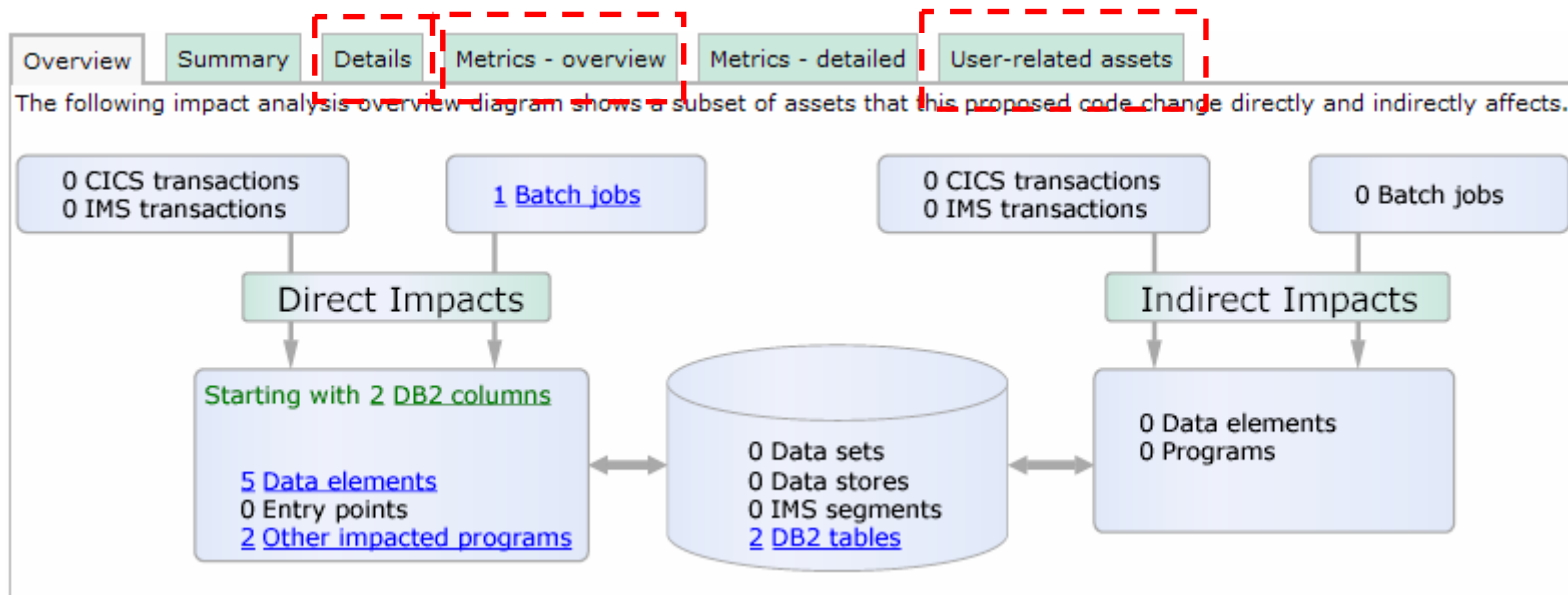 Overview
Summary
Details
Metrics - overview
Metrics - detailed
User-related assets
The following impact analysis overview diagram shows a subset of assets that this proposed code change directly and indirectly affects.
0 CICS transactions
0 IMS transactions
1 Batch jobs
0 CICS transactions
0 IMS transactions
0 Batch jobs
Direct Impacts
Indirect Impacts
Starting with 2 DB2 columns
5 Data elements
0 Entry points
2 Other impacted programs
0 Data sets
0 Data stores
0 IMS segments
2 DB2 tables
0 Data elements
0 Programs